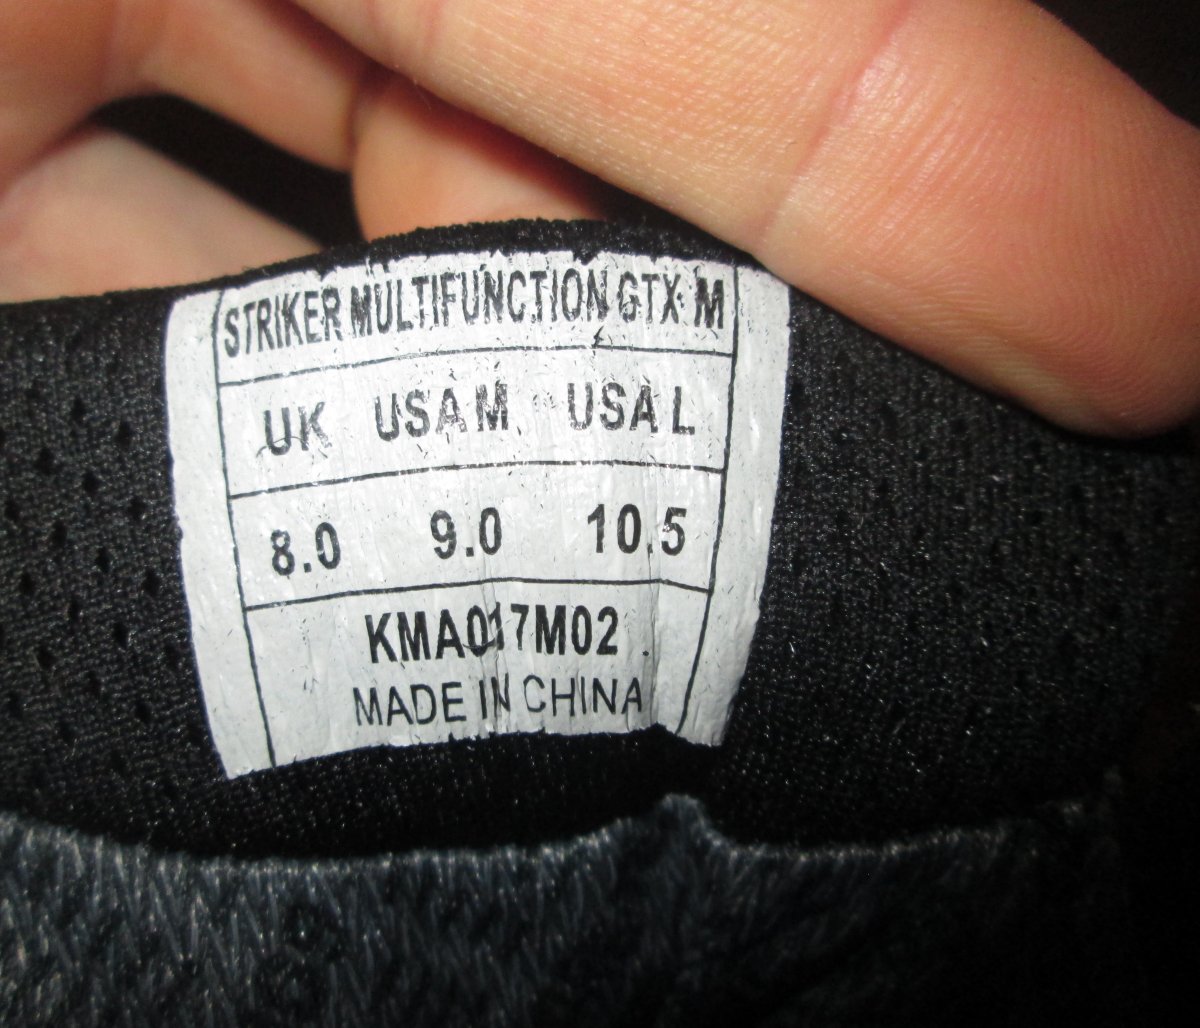 STRIKER MULTIFUNCTION GTX M
UK USA M USA L
8.0 9.0 10.5
KMA017M02
MADE IN CHINA